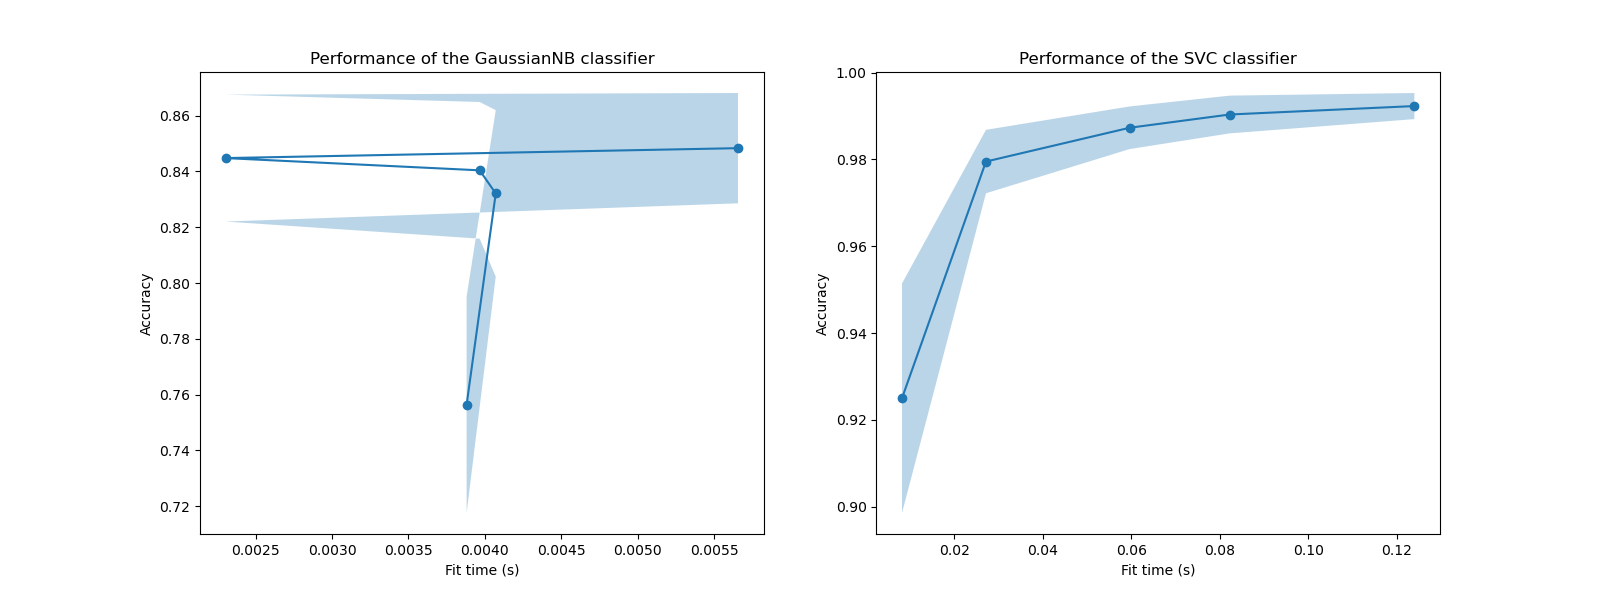 Performance of the GaussianNB classifier
0.86
0.84
0.82
0.80
0.78
0.76
0.74
0.72
Accuracy
0.0025 0.0030 0.0035 0.0040 0.0045 0.0050 0.0055
Fit time (s)
Performance of the SVC classifier
1.00
0.98
0.96
0.94
0.92
0.90
Accuracy
0.02 0.04 0.06 0.08 0.10 0.12
Fit time (s)